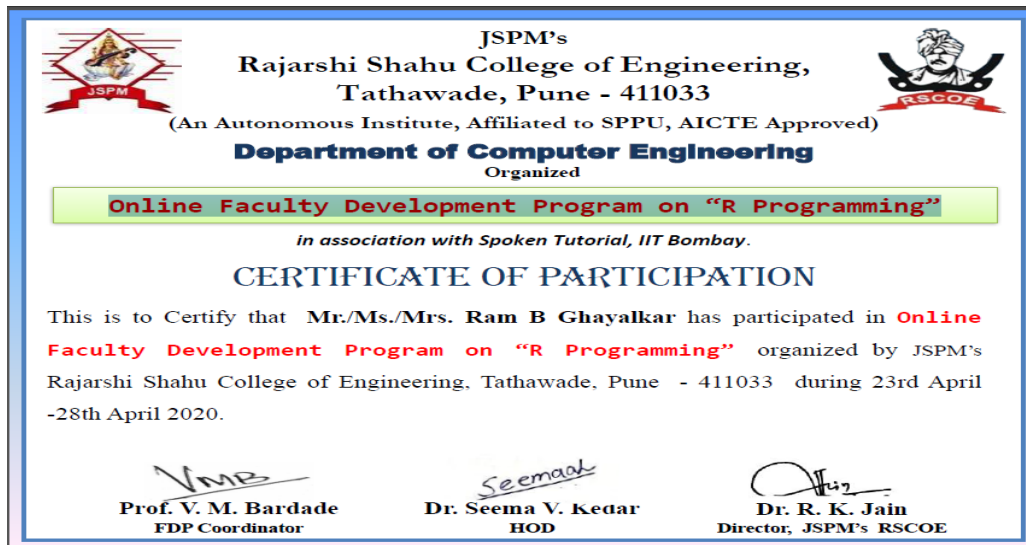 JSPM's
Rajarshi Shahu College of Engineering,
Tathawade, Pune - 411033
(An Autonomous Institute, Affiliated to SPPU, AICTE Approved)
JSPM
RSCOE
Department of Computer Engineering
Organized
Online Faculty Development Program on “R Programming”
in association with Spoken Tutorial, IIT Bombay.
CERTIFICATE OF PARTICIPATION
This is to Certify that Mr./Ms./Mrs. Ram B Ghayalkar has participated in Online
Faculty Development Program on “R Programming” organized by JSPM's
Rajarshi Shahu College of Engineering, Tathawade, Pune - 411033 during 23rd April
-28th April 2020.
VMB Seemaah
Prof. V. M. Bardade Dr. Seema V. Kedar Dr. R. K. Jain
FDP Coordinator HOD Director, JSPM's RSCOE